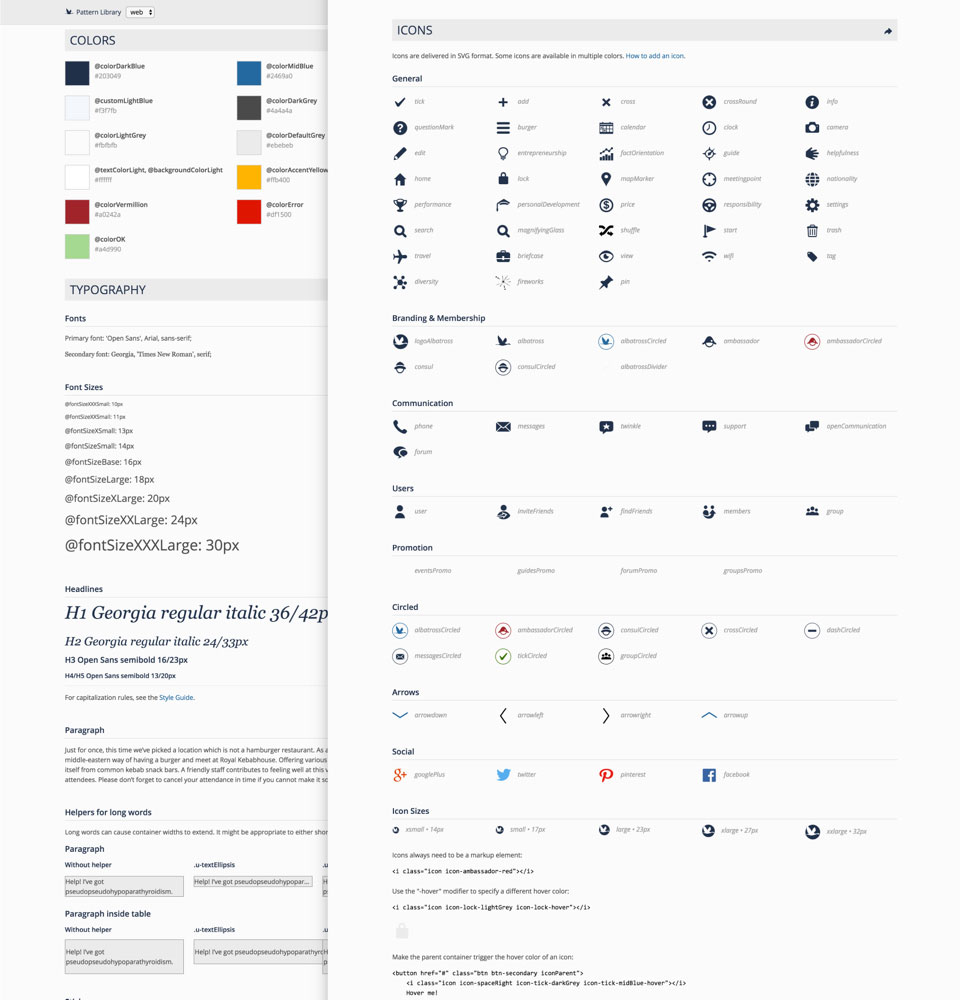 Pattern Library web
COLORS
@colorDarkBlue
#203049
@colorMidBlue
#2469a0
@customLightBlue
#f3f7fb
@colorDarkGrey
#4a4a4a
@colorLightGrey
#fbfbfb
@colorDefaultGrey
#ebebeb
@textColorLight, @backgroundColorLight
#ffffff
@colorAccentYellow
#ffb400
@colorVermillion
#a0242a
@colorError
#df1500
@colorOK
#a4d990
TYPOGRAPHY
Fonts
Primary font: 'Open Sans', Arial, sans-serif;
Secondary font: Georgia, 'Times New Roman', serif;
Font Sizes
@fontSizeXXXSmall: 10px
@fontSizeXXSmall: 11px
@fontSizeXSmall: 13px
@fontSizeSmall: 14px
@fontSizeBase: 16px
@fontSizeLarge: 18px
@fontSizeXLarge: 20px
@fontSizeXXLarge: 24px
@fontSizeXXXLarge: 30px
Headlines
H1 Georgia regular italic 36/42p
H2 Georgia regular italic 24/33px
H3 Open Sans semibold 16/23px
H4/H5 Open Sans semibold 13/20px
For capitalization rules, see the Style Guide.
Paragraph
Just for once, this time we've picked a location which is not a hamburger restaurant. As a
middle-eastern way of having a burger and meet at Royal Kebabhouse. Offering various
itself from common kebab snack bars. A friendly staff contributes to feeling well at this v
attendees. Please don't forget to cancel your attendance in time if you cannot make it so
Helpers for long words
Long words can cause container widths to extend. It might be appropriate to either shor
Paragraph
Without helper .u-textEllipsis
Help! I've got
pseudopseudohypoparathyroidism.
Help! I've got pseudopseudohypopar...
Paragraph inside table
Without helper .u-textEllipsis
Help! I've got
pseudopseudohypoparathyroidism.
Help! I've got pseudopseudohypoparathyro
ICONS
Icons are delivered in SVG format. Some icons are available in multiple colors. How to add an icon.
General
tick add cross crossRound info
questionMark burger calendar clock camera
edit entrepreneurship factOrientation guide helpfulness
home lock mapMarker meetingpoint nationality
performance personalDevelopment price responsibility settings
search magnifyingGlass shuffle start trash
travel briefcase view wifi tag
diversity fireworks pin
Branding & Membership
logoAlbatross albatross albatrossCircled ambassador ambassadorCircled
consul consulCircled albatrossDivider
Communication
phone messages twinkle support openCommunication
forum
Users
user inviteFriends findFriends members group
Promotion
eventsPromo guidesPromo forumPromo groupsPromo
Circled
albatrossCircled ambassadorCircled consulCircled crossCircled dashCircled
messagesCircled tickCircled groupCircled
Arrows
arrowdown arrowleft arrowright arrowup
Social
googlePlus twitter pinterest facebook
Icon Sizes
xsmall • 14px small • 17px large • 23px xlarge • 27px xxlarge • 32px
Icons always need to be a markup element:
<i class="icon icon-ambassador-red"></i>
Use the "-hover" modifier to specify a different hover color:
<i class="icon icon-lock-lightGrey icon-lock-hover"></i>
Make the parent container trigger the hover color of an icon:
<button href="#" class="btn btn-secondary iconParent">
<i class="icon icon-spaceRight icon-tick-darkGrey icon-tick-midBlue-hover"></i>
Hover me!